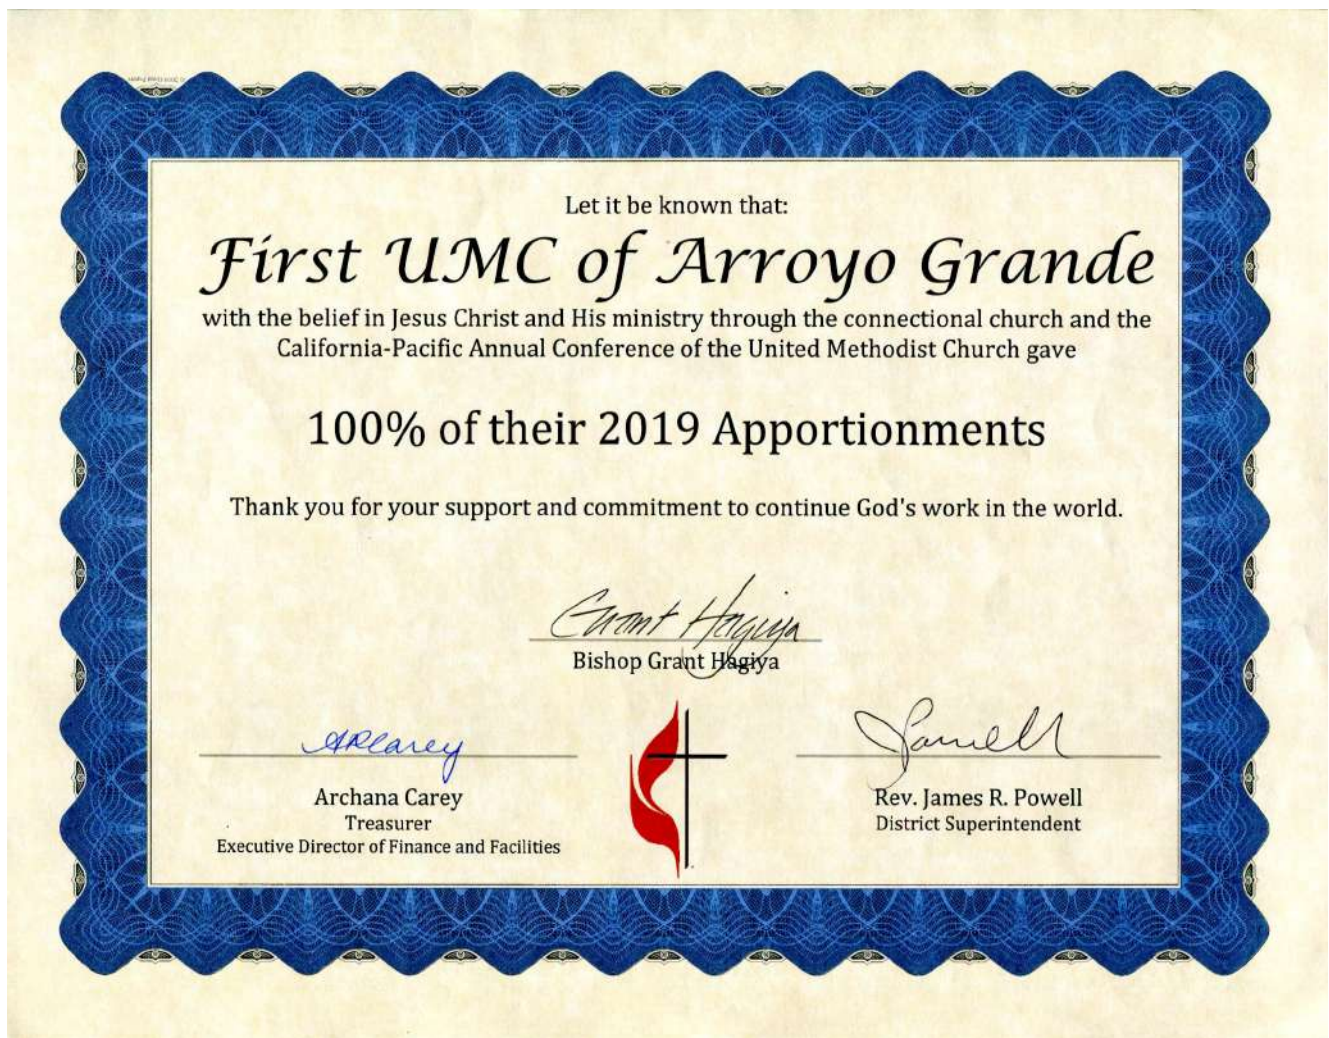 Let it be known that:
First UMC of Arroyo Grande
with the belief in Jesus Christ and His ministry through the connectional church and the
California-Pacific Annual Conference of the United Methodist Church gave
100% of their 2019 Apportionments
Thank you for your support and commitment to continue God's work in the world.
Grant Hagiya
Bishop Grant Hagiya
ARCarey
Archana Carey
Treasurer
Executive Director of Finance and Facilities
Powell
Rev. James R. Powell
District Superintendent